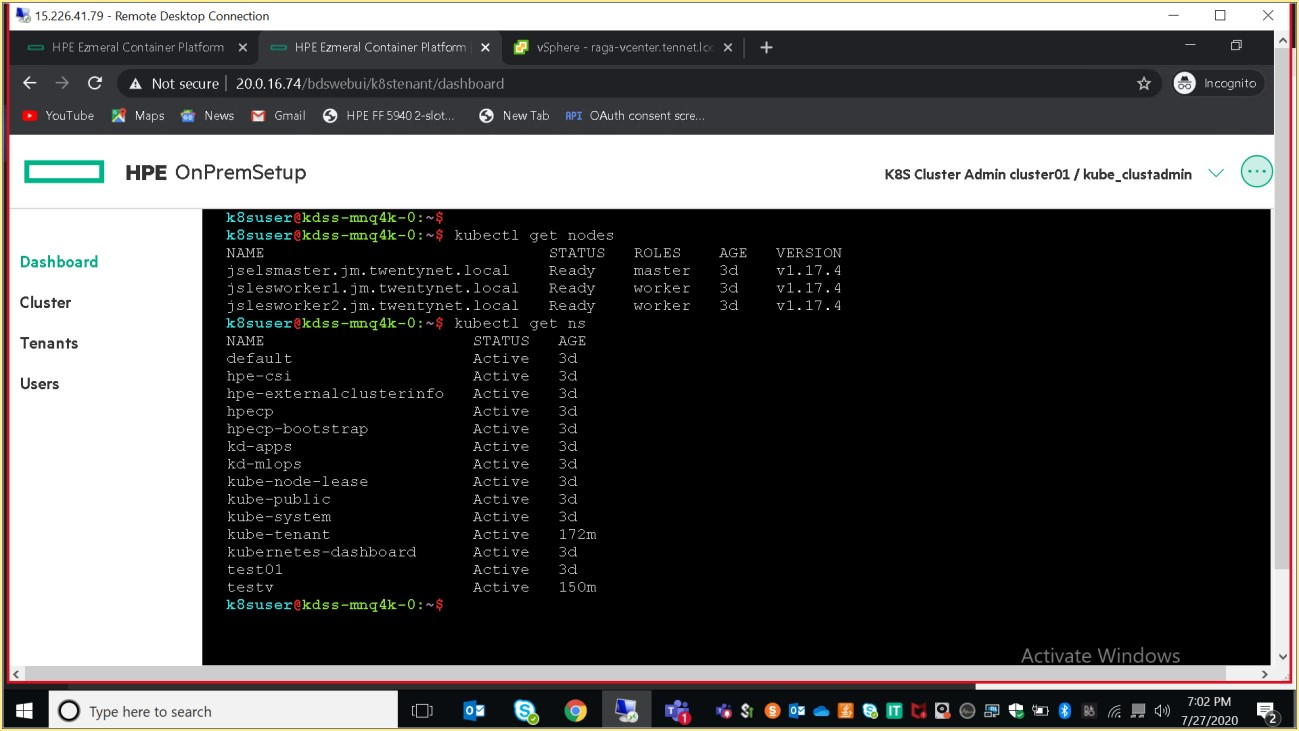 15.226.41.79 - Remote Desktop Connection
HPE Ezmeral Container Platform
HPE Ezmeral Container Platform
vSphere - raga-vcenter.tennet.loc
Not secure | 20.0.16.74/bdswebui/k8stenant/dashboard
Incognito
YouTube Maps News Gmail HPE FF 5940 2-slot... New Tab API OAuth consent scre...
HPE OnPremSetup
K8S Cluster Admin cluster01 / kube_clustadmin
Dashboard
Cluster
Tenants
Users
k8suser@kdss-mnq4k-0:~$
k8suser@kdss-mnq4k-0:~$ kubectl get nodes
NAME STATUS ROLES AGE VERSION
jselsmaster.jm.twentynet.local Ready master 3d v1.17.4
jslesworker1.jm.twentynet.local Ready worker 3d v1.17.4
jslesworker2.jm.twentynet.local Ready worker 3d v1.17.4
k8suser@kdss-mnq4k-0:~$ kubectl get ns
NAME STATUS AGE
default Active 3d
hpe-csi Active 3d
hpe-externalclusterinfo Active 3d
hpecp Active 3d
hpecp-bootstrap Active 3d
kd-apps Active 3d
kd-mlops Active 3d
kube-node-lease Active 3d
kube-public Active 3d
kube-system Active 3d
kube-tenant Active 172m
kubernetes-dashboard Active 3d
test01 Active 3d
testv Active 150m
k8suser@kdss-mnq4k-0:~$
Activate Windows
Type here to search
7:02 PM
7/27/2020